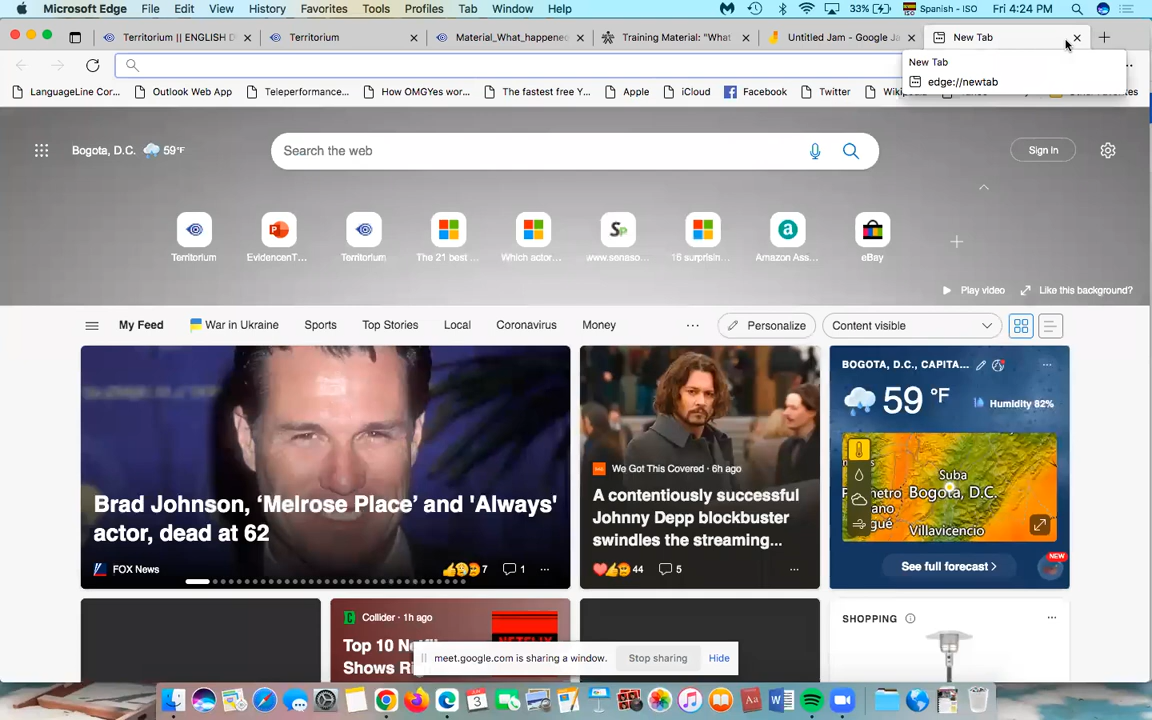 Microsoft Edge File Edit View History Favorites Tools Profiles Tab Window Help 33% Spanish - ISO Fri 4:24 PM
Territorium || ENGLISH D
Territorium
Material_What_happene
Training Material: "What
Untitled Jam - Google Ja
New Tab
New Tab
edge://newtab
LanguageLine Cor... Outlook Web App Teleperformance... How OMGYes wor... The fastest free Y... Apple iCloud Facebook Twitter
Bogota, D.C. 59°F
Search the web
Sign in
Territorium
EvidencenT...
Territorium
The 21 best ...
Which actor...
www.senaso...
16 surprisin...
Amazon Ass...
eBay
Play video
Like this background?
My Feed War in Ukraine Sports Top Stories Local Coronavirus Money ... Personalize Content visible
Brad Johnson, ‘Melrose Place’ and 'Always'
actor, dead at 62
FOX News
7
1
We Got This Covered · 6h ago
A contentiously successful
Johnny Depp blockbuster
swindles the streaming...
44
5
BOGOTA, D.C., CAPITA...
59 °F
Humidity 82%
Suba
Bogota, D.C.
ano
gué
Villavicencio
See full forecast
NEW
Collider · 1h ago
Top 10
Shows
NETFLIX
SHOPPING
meet.google.com is sharing a window. Stop sharing Hide